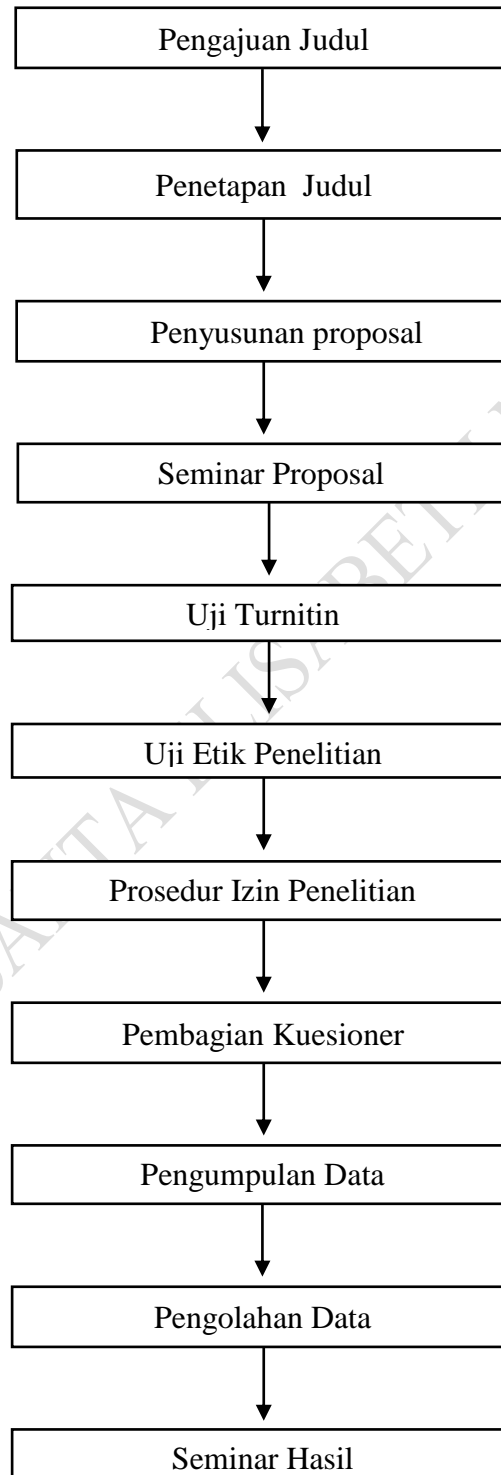 Pengajuan Judul
Penetapan Judul
Penyusunan proposal
Seminar Proposal
Uji Turnitin
Uji Etik Penelitian
Prosedur Izin Penelitian
Pembagian Kuesioner
Pengumpulan Data
Pengolahan Data
Seminar Hasil